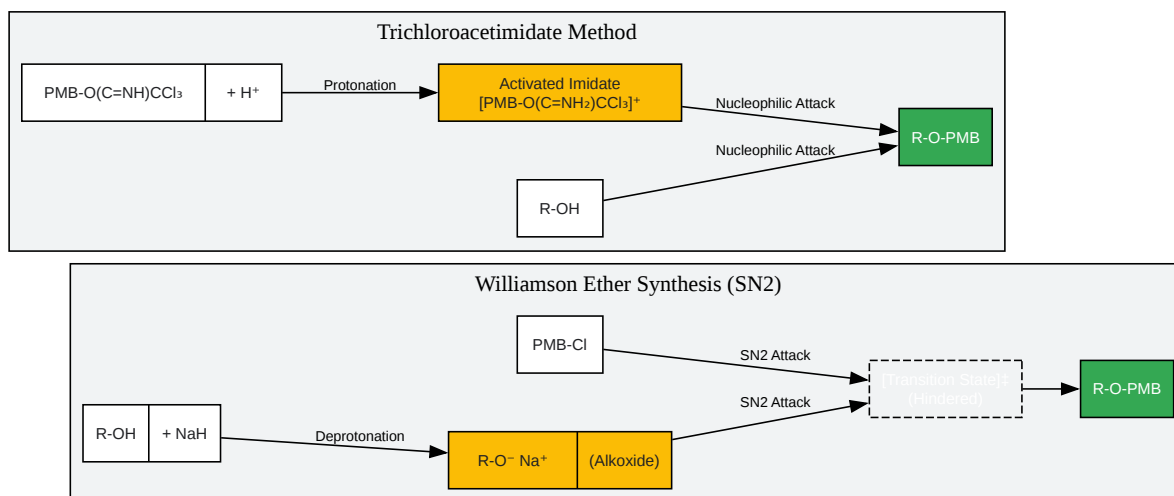 Trichloroacetimidate Method
PMB-O(C=NH)CCl₃
+ H⁺
Protonation
Activated Imidate
[PMB-O(C=NH₂)CCl₃]⁺
Nucleophilic Attack
R-O-PMB
Nucleophilic Attack
R-OH
Williamson Ether Synthesis (SN2)
PMB-Cl
SN2 Attack
[Transition State]‡
(Hindered)
R-O-PMB
SN2 Attack
R-OH
+ NaH
Deprotonation
R-O⁻ Na⁺
(Alkoxide)